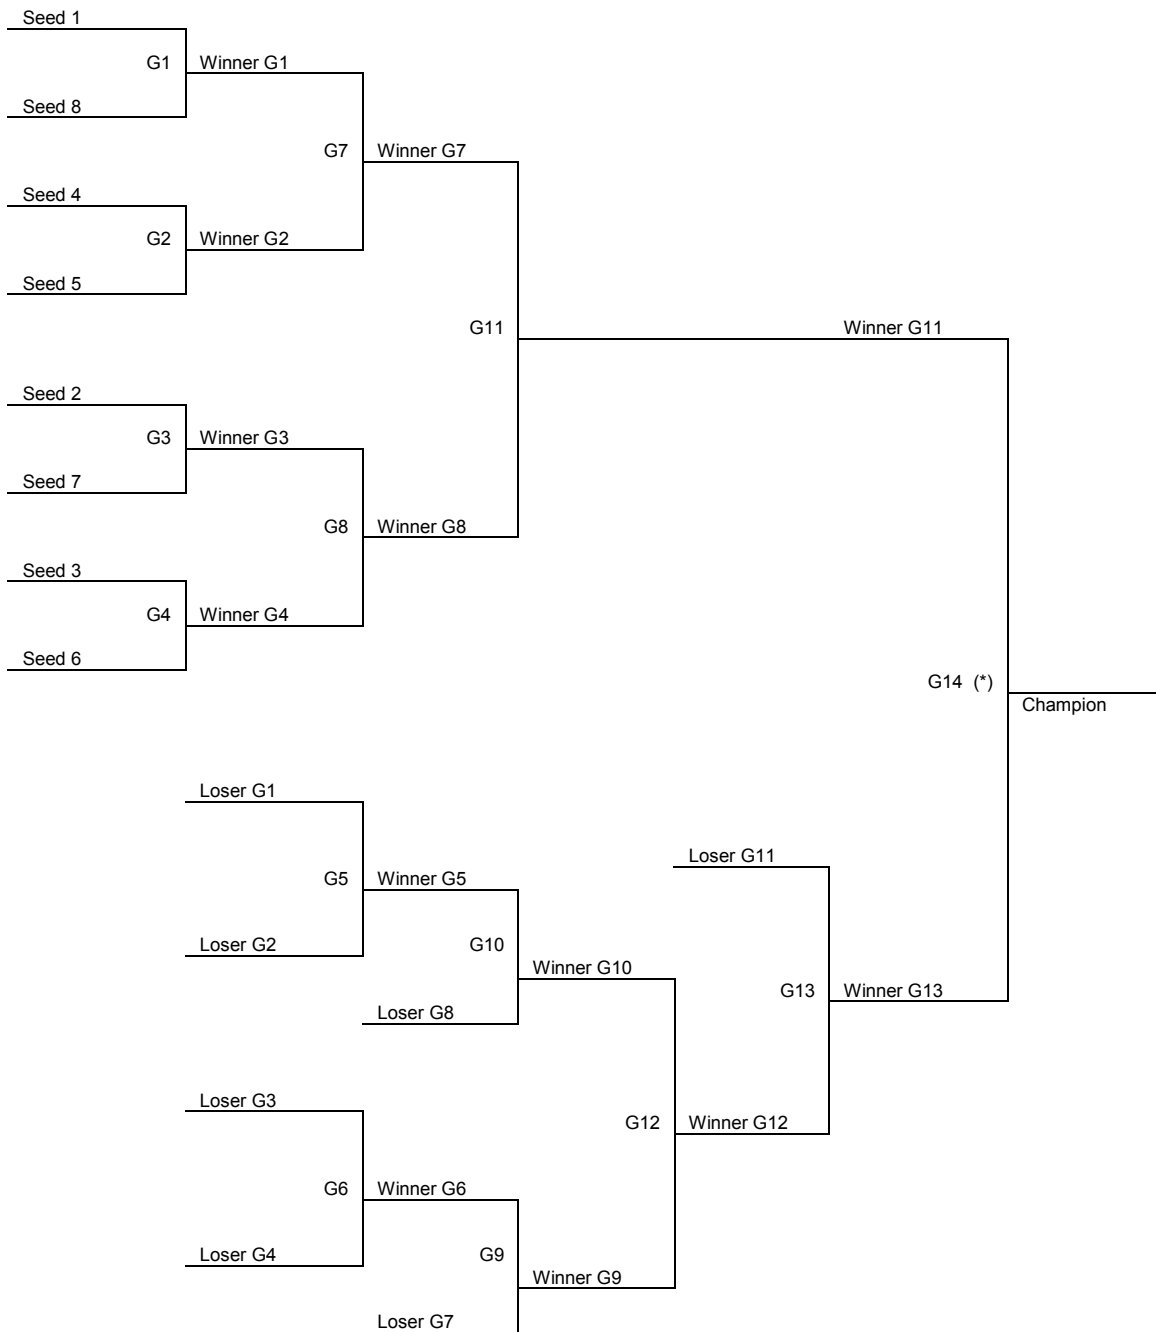 Seed 1
G1 Winner G1
Seed 8
G7 Winner G7
Seed 4
G2 Winner G2
Seed 5
G11 Winner G11
Seed 2
G3 Winner G3
Seed 7
G8 Winner G8
Seed 3
G4 Winner G4
Seed 6
G14 (*)
Champion
Loser G1
Loser G11
G5 Winner G5
Loser G2
G10
Winner G10
G13 Winner G13
Loser G8
Loser G3
G12 Winner G12
G6 Winner G6
Loser G4
G9
Winner G9
Loser G7